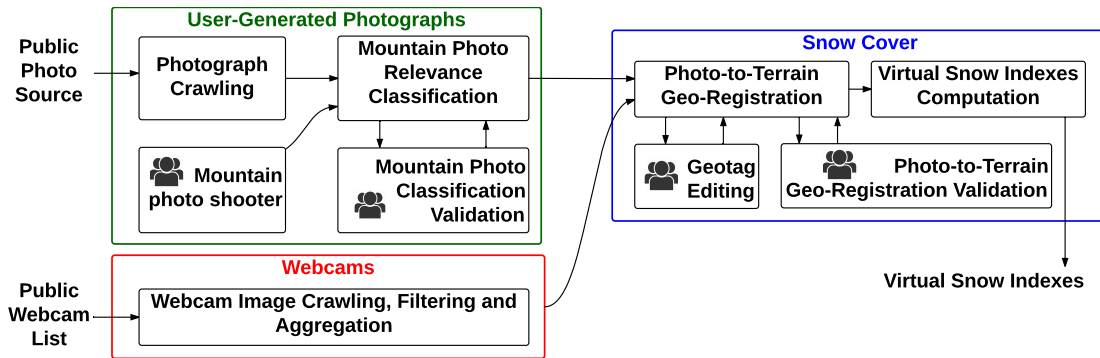 User-Generated Photographs
Public
Photo
Source
Photograph
Crawling
Mountain Photo
Relevance
Classification
Mountain
photo shooter
Mountain Photo
Classification
Validation
Webcams
Public
Webcam
List
Webcam Image Crawling, Filtering and
Aggregation
Snow Cover
Photo-to-Terrain
Geo-Registration
Virtual Snow Indexes
Computation
Geotag
Editing
Photo-to-Terrain
Geo-Registration Validation
Virtual Snow Indexes